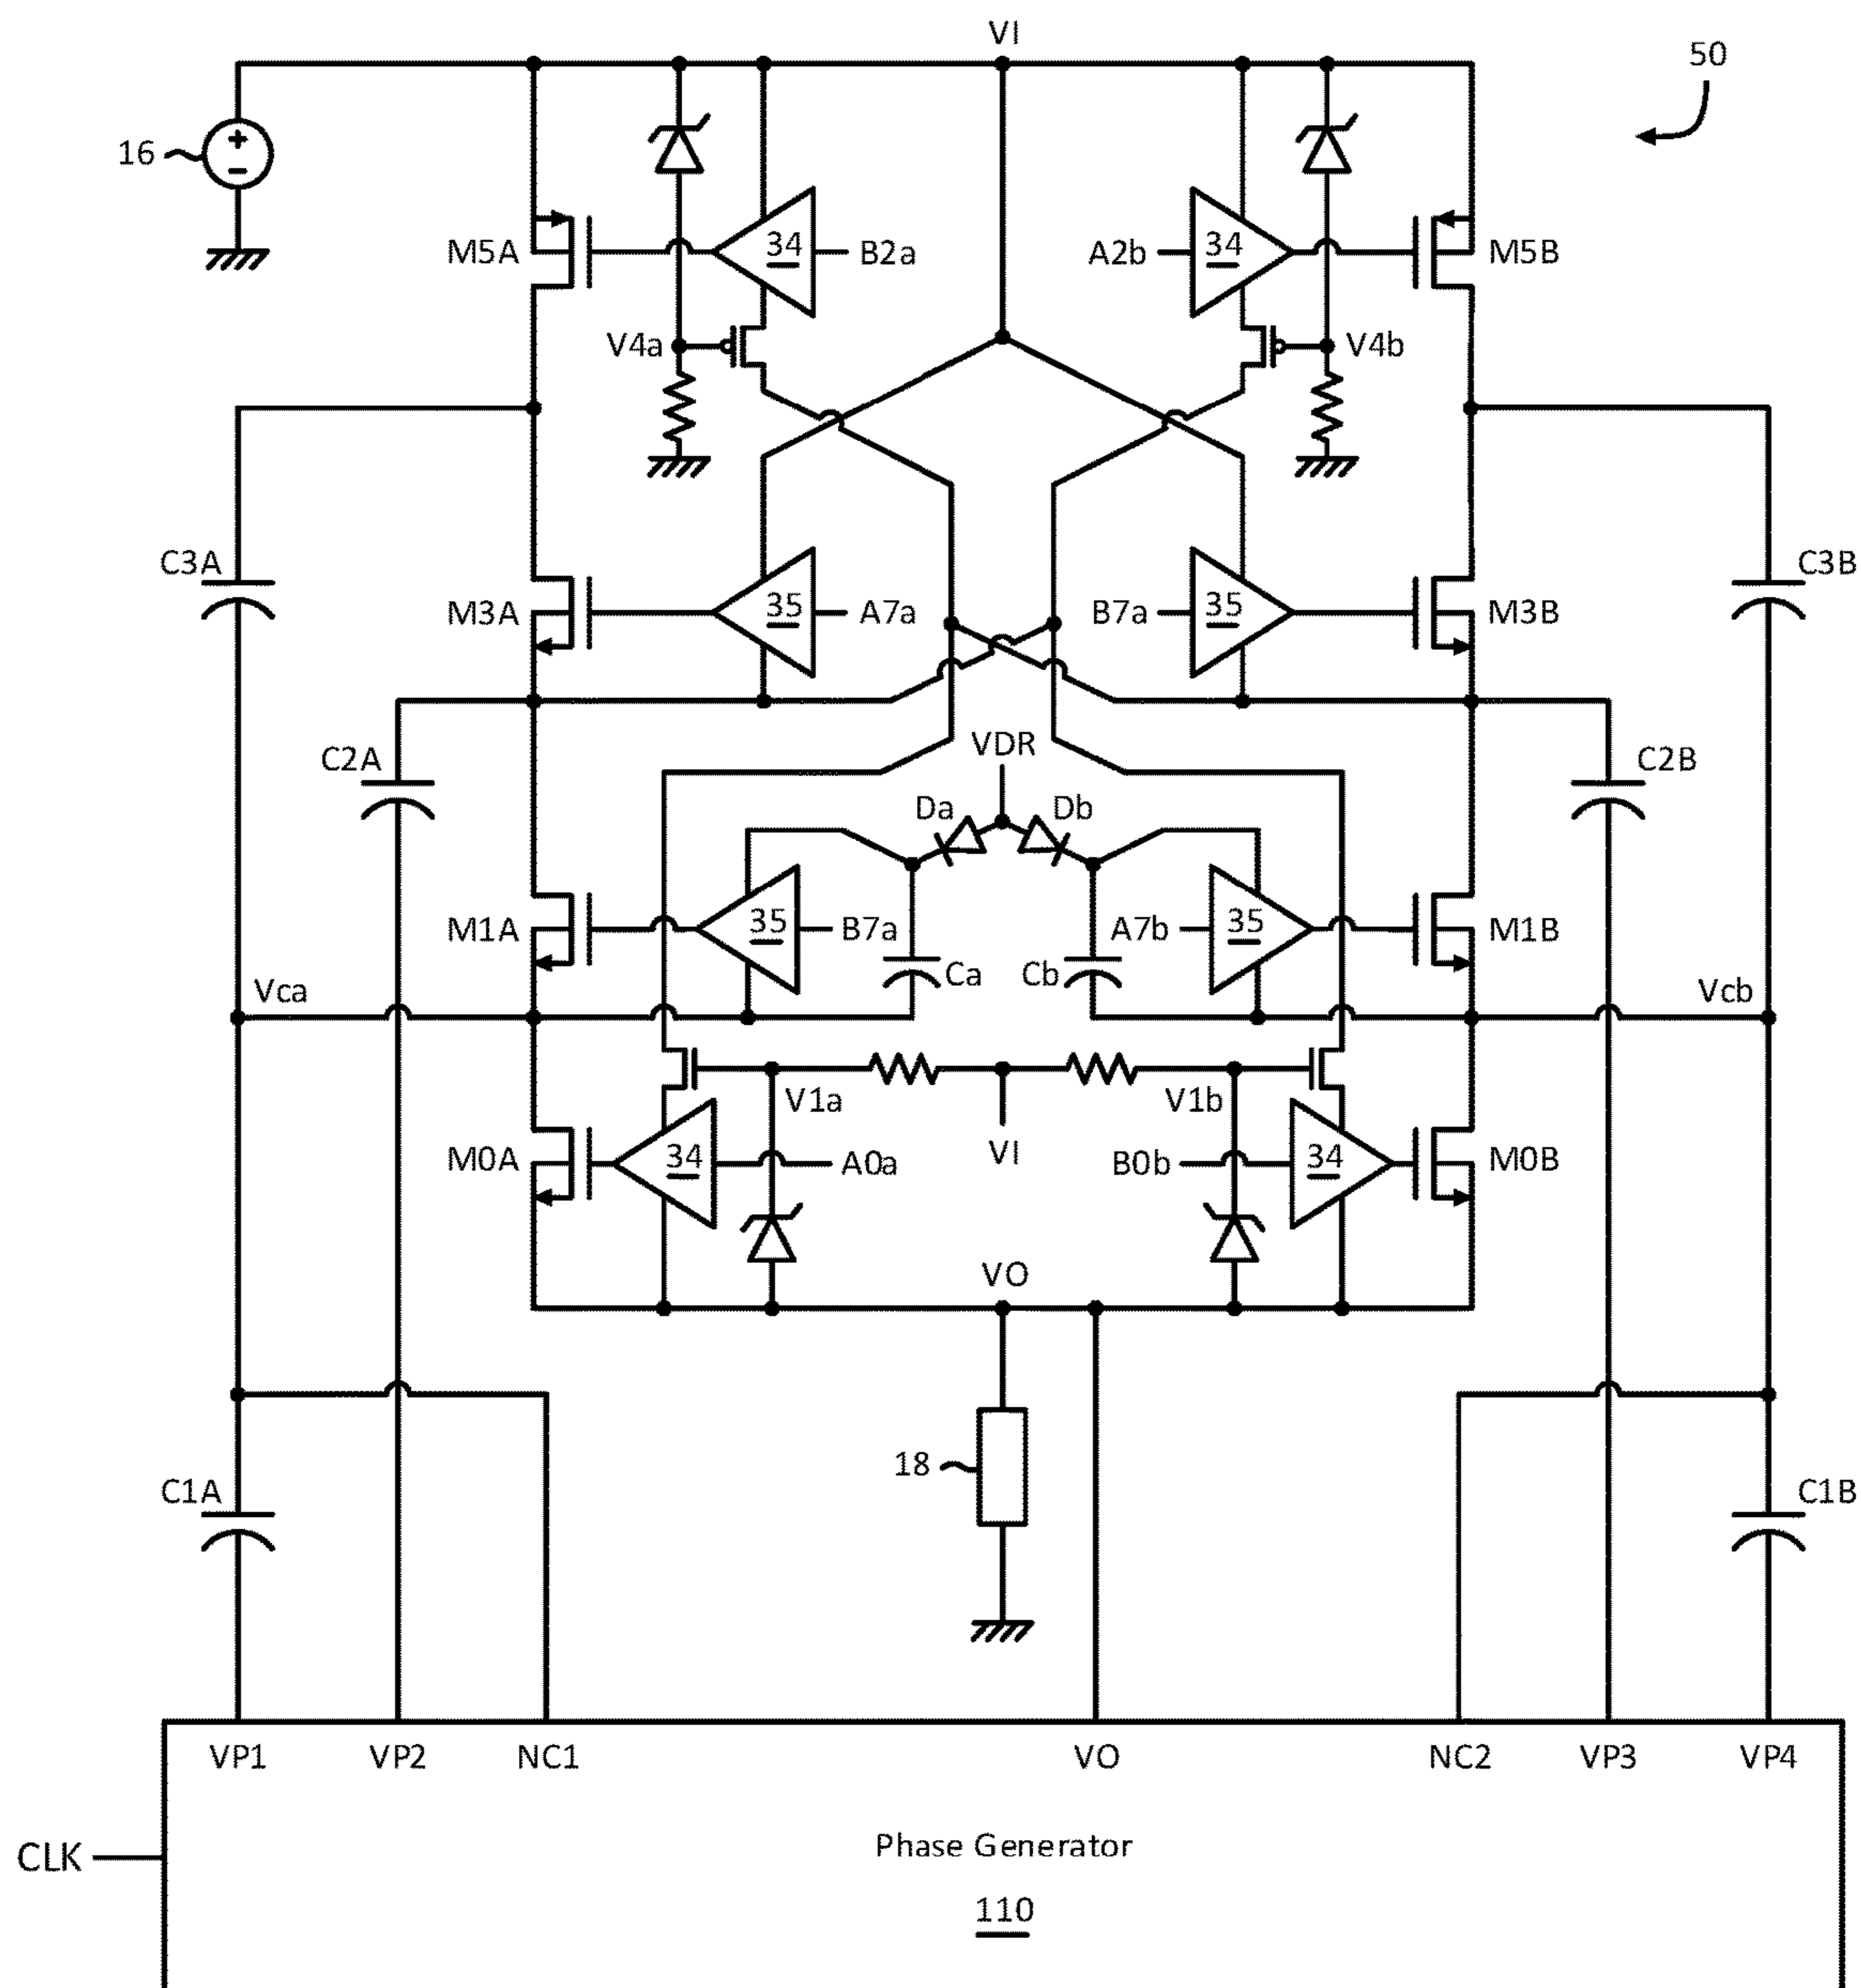 VI
50
16
M5A
34
B2a
A2b
34
M5B
V4a
V4b
C3A
C3B
M3A
35
A7a
B7a
35
M3B
C2A
VDR
C2B
Da
Db
M1A
35
B7a
A7b
35
M1B
Ca
Cb
Vca
Vcb
V1a
V1b
VI
M0A
34
A0a
B0b
34
M0B
VO
18
C1A
C1B
VP1
VP2
NC1
VO
NC2
VP3
VP4
Phase Generator
CLK
110